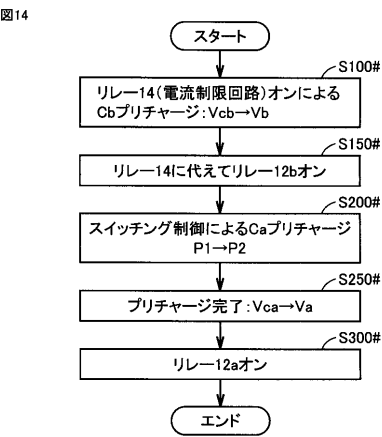 図14
スタート
S100#
リレー14(電流制限回路)オンによる
Cbプリチャージ:Vcb→Vb
S150#
リレー14に代えてリレー12bオン
S200#
スイッチング制御によるCaプリチャージ
P1→P2
S250#
プリチャージ完了:Vca→Va
S300#
リレー12aオン
エンド